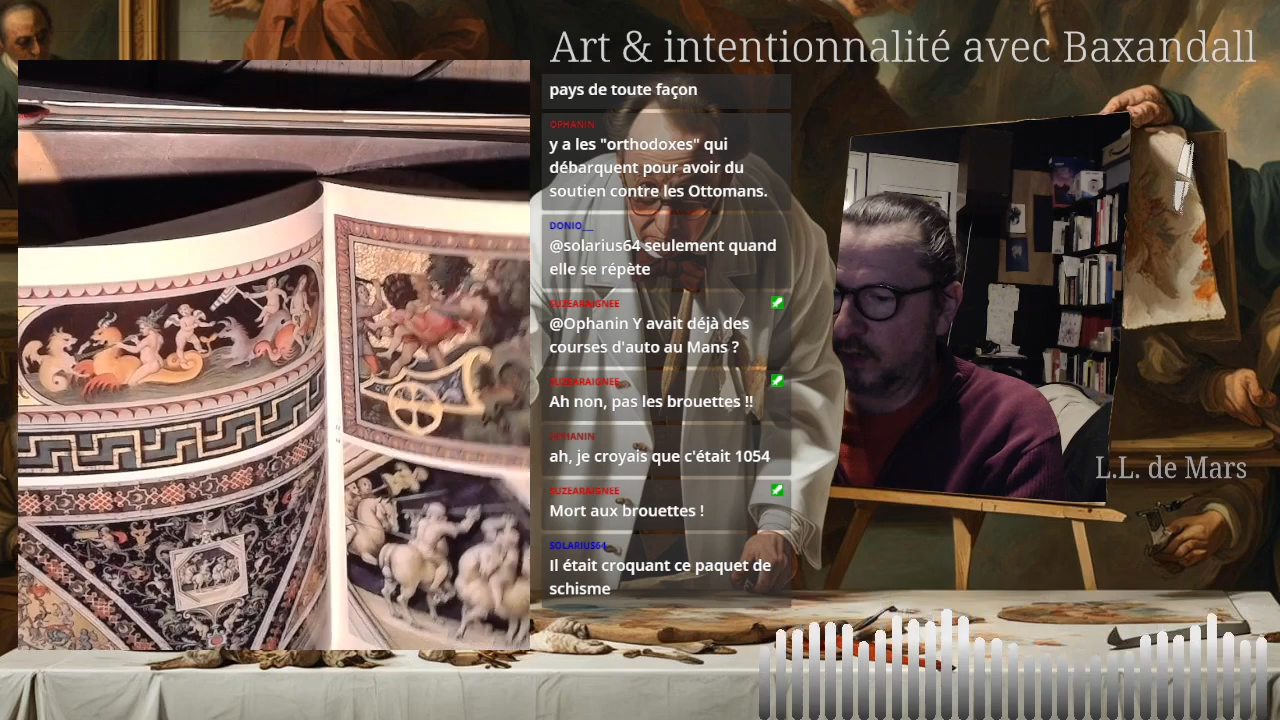 Art & intentionnalité avec Baxandall
pays de toute façon
OPHANIN
y a les "orthodoxes" qui
débarquent pour avoir du
soutien contre les Ottomans.
DONIO__
@solarius64 seulement quand
elle se répète
SUZEARAIGNEE
@Ophanin Y avait déjà des
courses d'auto au Mans ?
SUZEARAIGNEE
Ah non, pas les brouettes !!
OPHANIN
ah, je croyais que c'était 1054
SUZEARAIGNEE
Mort aux brouettes !
SOLARIUS64
Il était croquant ce paquet de
schisme
L.L. de Mars